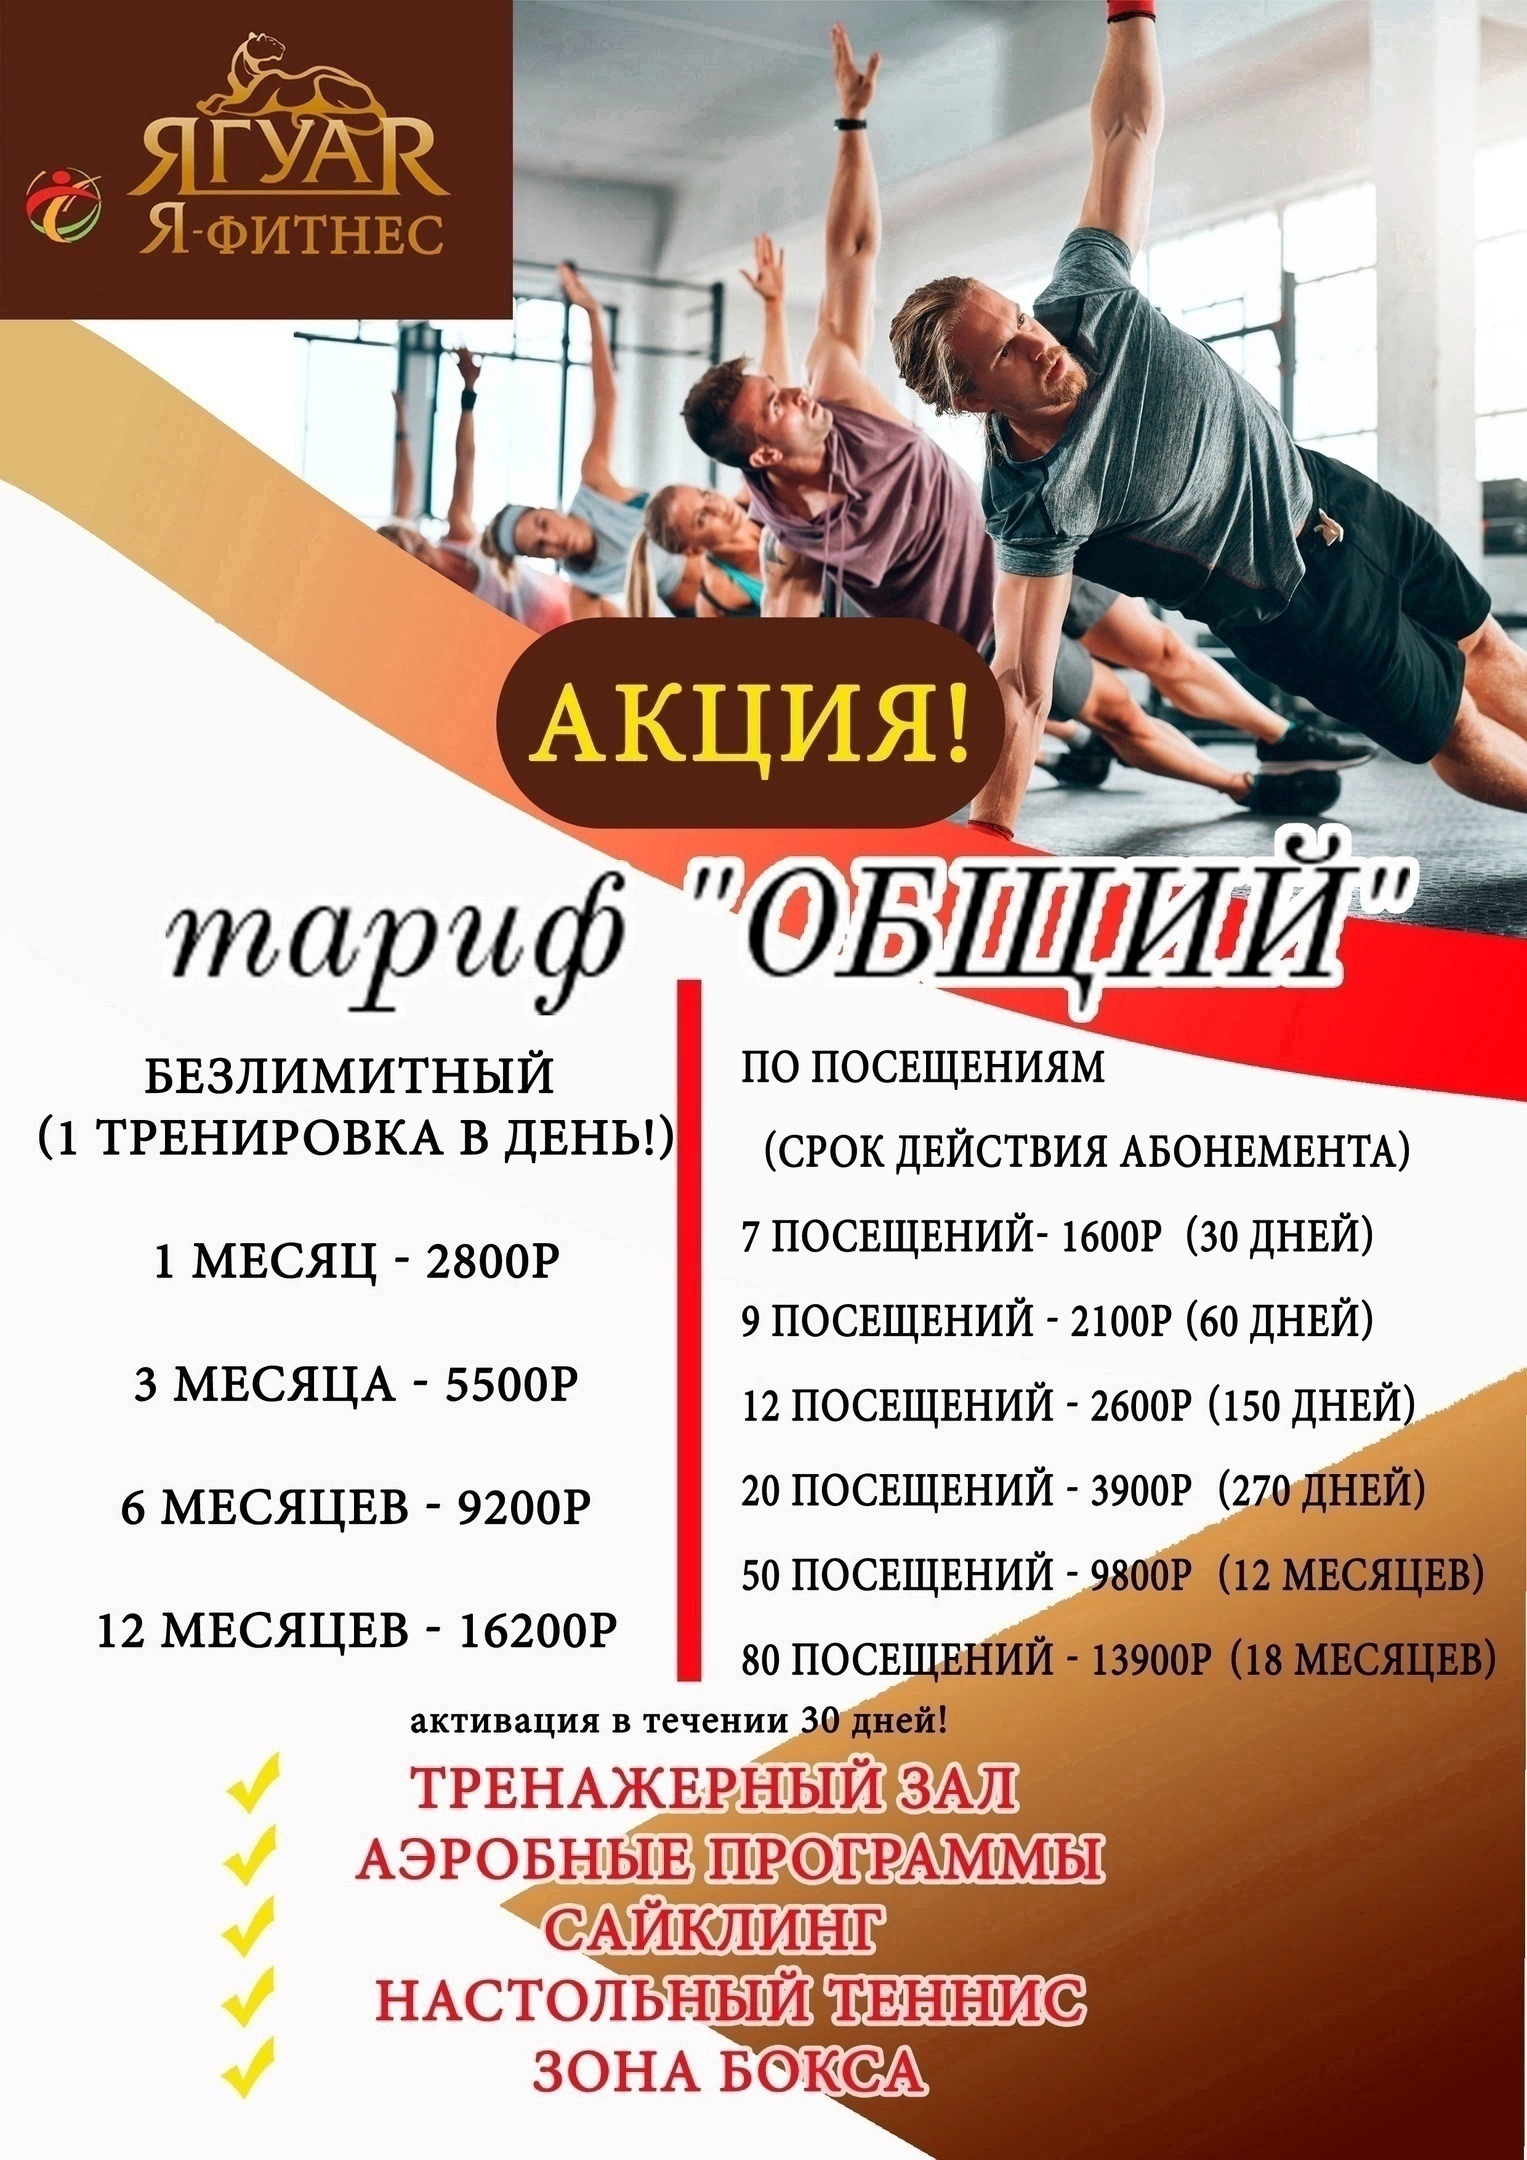 ЯГУАR
Я-ФИТНЕС
АКЦИЯ!
тариф "ОБЩИЙ"
БЕЗЛИМИТНЫЙ
(1 ТРЕНИРОВКА В ДЕНЬ!)
1 МЕСЯЦ - 2800Р
3 МЕСЯЦА - 5500Р
6 МЕСЯЦЕВ - 9200Р
12 МЕСЯЦЕВ - 16200Р
ПО ПОСЕЩЕНИЯМ
(СРОК ДЕЙСТВИЯ АБОНЕМЕНТА)
7 ПОСЕЩЕНИЙ- 1600Р (30 ДНЕЙ)
9 ПОСЕЩЕНИЙ - 2100Р (60 ДНЕЙ)
12 ПОСЕЩЕНИЙ - 2600Р (150 ДНЕЙ)
20 ПОСЕЩЕНИЙ - 3900Р (270 ДНЕЙ)
50 ПОСЕЩЕНИЙ - 9800Р (12 МЕСЯЦЕВ)
80 ПОСЕЩЕНИЙ - 13900Р (18 МЕСЯЦЕВ)
активация в течении 30 дней!
ТРЕНАЖЕРНЫЙ ЗАЛ
АЭРОБНЫЕ ПРОГРАММЫ
САЙКЛИНГ
НАСТОЛЬНЫЙ ТЕННИС
ЗОНА БОКСА